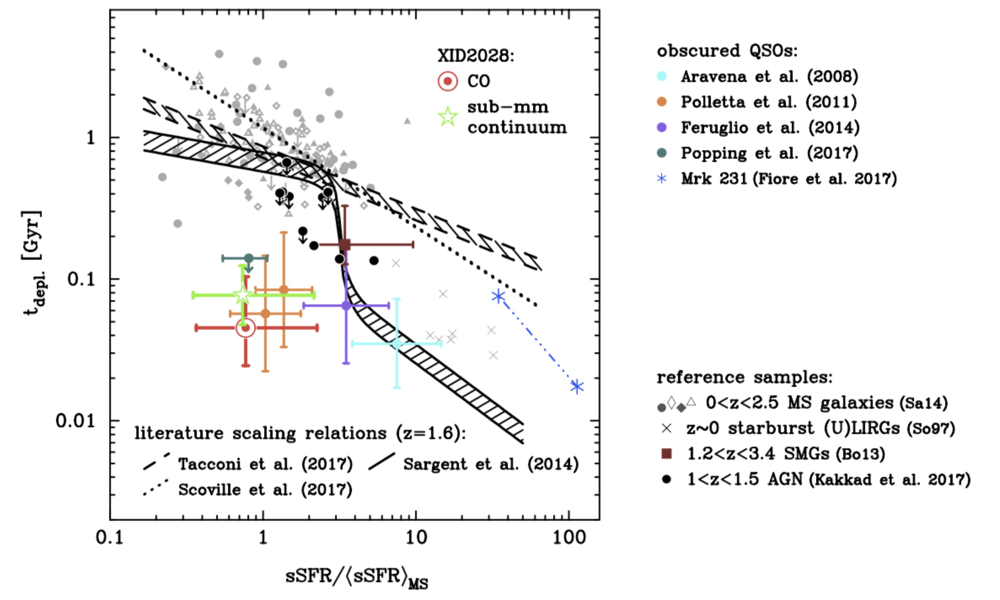 XID2028:
CO
sub-mm
continuum
obscured QSOs:
Aravena et al. (2008)
Polletta et al. (2011)
Feruglio et al. (2014)
Popping et al. (2017)
Mrk 231 (Fiore et al. 2017)
reference samples:
0<z<2.5 MS galaxies (Sa14)
z~0 starburst (U)LIRGs (So97)
1.2<z<3.4 SMGs (Bo13)
1<z<1.5 AGN (Kakkad et al. 2017)
literature scaling relations (z=1.6):
Tacconi et al. (2017)
Sargent et al. (2014)
Scoville et al. (2017)
t_depl. [Gyr]
1
0.1
0.01
0.1
1
10
100
sSFR/⟨sSFR⟩_MS